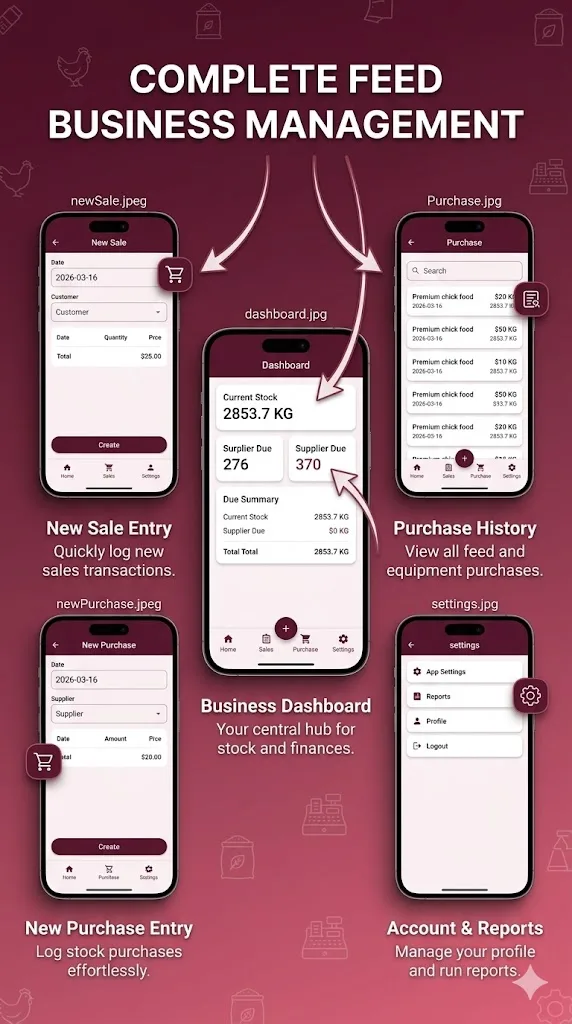 COMPLETE FEED
BUSINESS MANAGEMENT
newSale.jpeg
New Sale
Date
2026-03-16
Customer
Customer
Date Quantity Prce
Total $25.00
Create
Home Sales Settings
New Sale Entry
Quickly log new
sales transactions.
dashboard.jpg
Dashboard
Current Stock
2853.7 KG
Surplier Due
276
Supplier Due
370
Due Summary
Current Stock 2853.7 KG
Supplier Due $0 KG
Total Total 2853.7 KG
+
Home Sales Purchase Settings
Business Dashboard
Your central hub for
stock and finances.
Purchase.jpg
Purchase
Search
Premium chick food $20 KG
2026-03-16 2853.7
Premium chick food $50 KG
2026-03-16 2853.7 KG
Premium chick food $10 KG
2026-03-16 2853.7 KG
Premium chick food $50 KG
2026-03-16 $93.7 KG
Premium chick food $20 KG
2026-03-16 2853.7 KG
+
Home Sales Purchase Settings
Purchase History
View all feed and
equipment purchases.
newPurchase.jpeg
New Purchase
Date
2026-03-16
Supplier
Supplier
Date Amount Prce
tal $20.00
Create
Home
New Purchase Entry
Log stock purchases
effortlessly.
settings.jpg
settings
App Settings
Reports
Profile
Logout
Account & Reports
Manage your profile
and run reports.